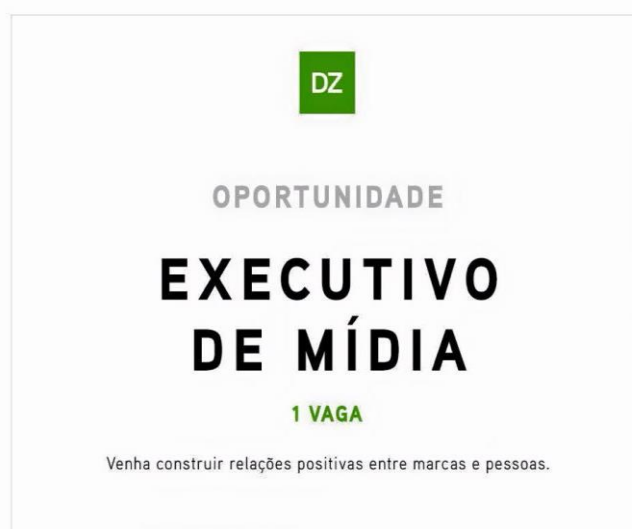 DZ
OPORTUNIDADE
EXECUTIVO
DE MÍDIA
1 VAGA
Venha construir relações positivas entre marcas e pessoas.